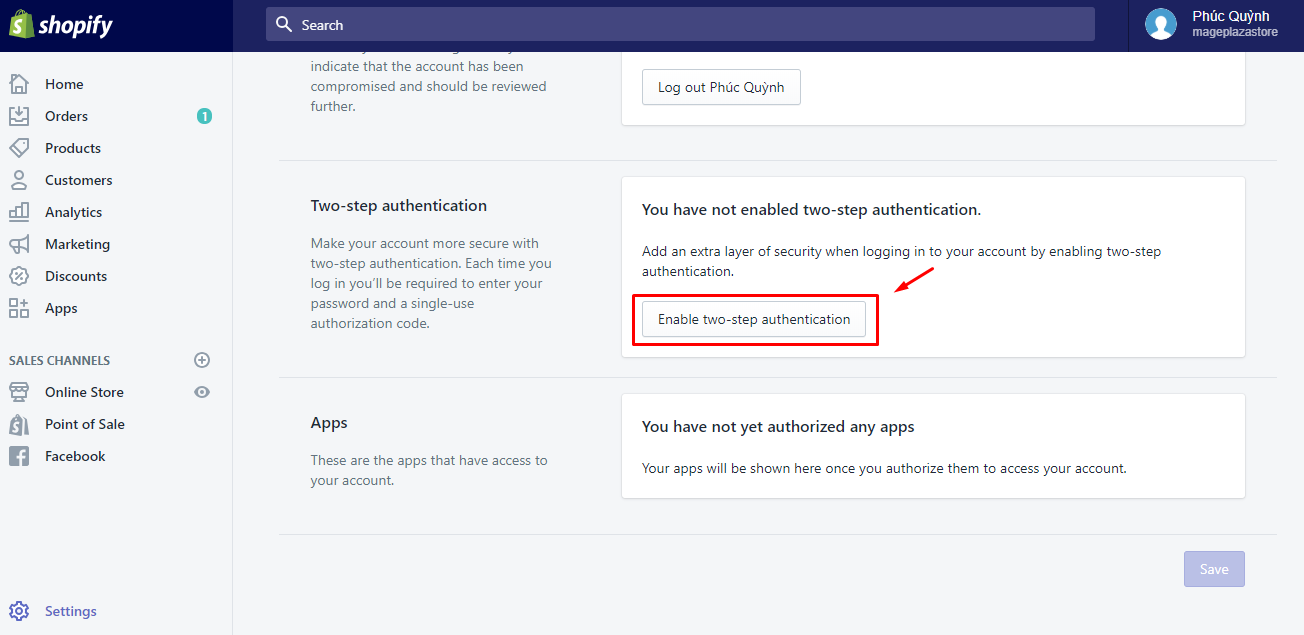 shopify
Search
Phúc Quỳnh
mageplazastore
Home
Orders
1
Products
Customers
Analytics
Marketing
Discounts
Apps
SALES CHANNELS
Online Store
Point of Sale
Facebook
Settings
indicate that the account has been
compromised and should be reviewed
further.
Log out Phúc Quỳnh
Two-step authentication
Make your account more secure with
two-step authentication. Each time you
log in you’ll be required to enter your
password and a single-use
authorization code.
You have not enabled two-step authentication.
Add an extra layer of security when logging in to your account by enabling two-step
authentication.
Enable two-step authentication
Apps
These are the apps that have access to
your account.
You have not yet authorized any apps
Your apps will be shown here once you authorize them to access your account.
Save